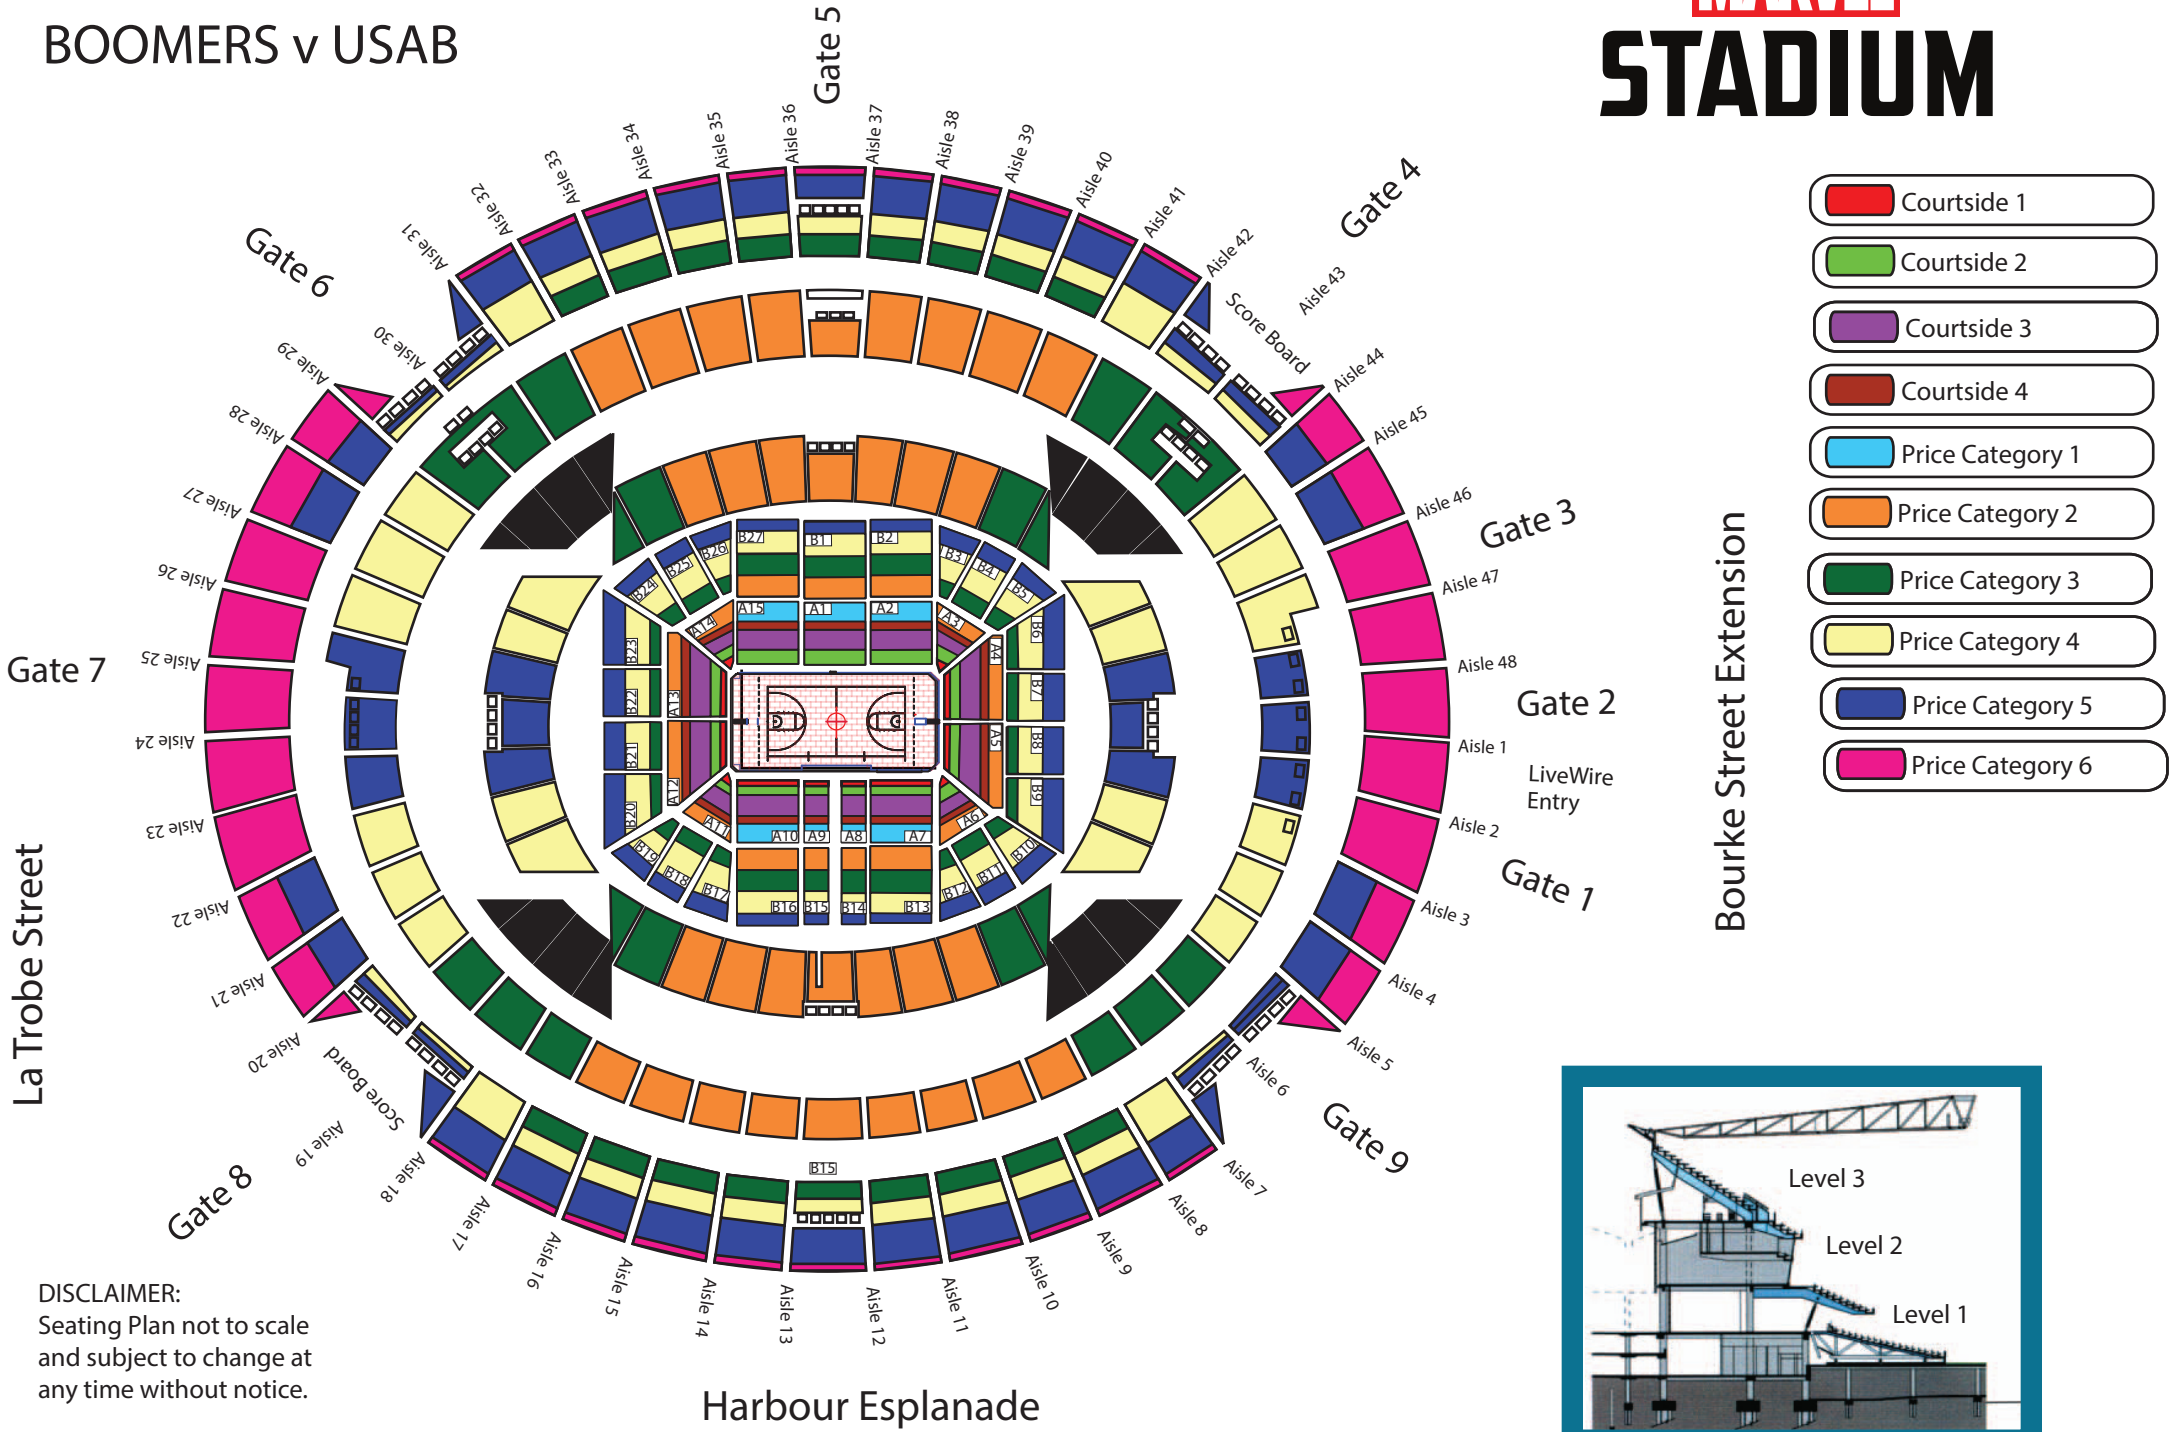 BOOMERS v USAB
MARVEL
STADIUM
Gate 5
Gate 4
Gate 3
Gate 2
Gate 1
Gate 9
Gate 8
Gate 7
Gate 6
Aisle 31
Aisle 32
Aisle 33
Aisle 34
Aisle 35
Aisle 36
Aisle 37
Aisle 38
Aisle 39
Aisle 40
Aisle 41
Aisle 42
Aisle 43
Score Board
Aisle 44
Aisle 45
Aisle 46
Aisle 47
Aisle 48
Aisle 1
LiveWire
Entry
Aisle 2
Aisle 3
Aisle 4
Aisle 5
Aisle 6
Aisle 7
Aisle 8
Aisle 9
Aisle 10
Aisle 11
Aisle 12
Aisle 13
Aisle 14
Aisle 15
Aisle 16
Aisle 17
Aisle 18
Aisle 19
Score Board
Aisle 20
Aisle 21
Aisle 22
Aisle 23
Aisle 24
Aisle 25
Aisle 26
Aisle 27
Aisle 28
Aisle 29
Aisle 30
B27
B1
B2
B3
B4
B5
B6
B7
B8
B9
B10
B11
B12
B13
B14
B15
B16
B17
B18
B19
B20
B21
B22
B23
B24
B25
B26
A15
A1
A2
A3
A4
A5
A6
A7
A8
A9
A10
A11
A12
A13
A14
B15
Courtside 1
Courtside 2
Courtside 3
Courtside 4
Price Category 1
Price Category 2
Price Category 3
Price Category 4
Price Category 5
Price Category 6
Bourke Street Extension
La Trobe Street
Harbour Esplanade
Level 3
Level 2
Level 1
DISCLAIMER:
Seating Plan not to scale
and subject to change at
any time without notice.